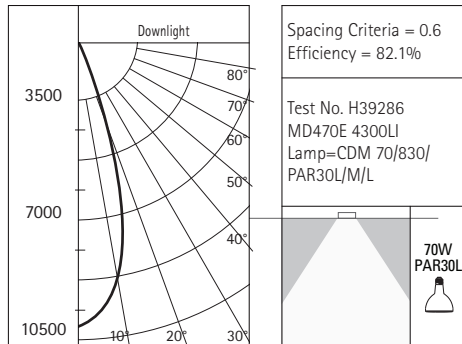 Downlight
3500
7000
10500
80°
70°
60°
50°
40°
30°
20°
10°
Spacing Criteria = 0.6
Efficiency = 82.1%
Test No. H39286
MD470E 4300LI
Lamp=CDM 70/830/
PAR30L/M/L
70W
PAR30L